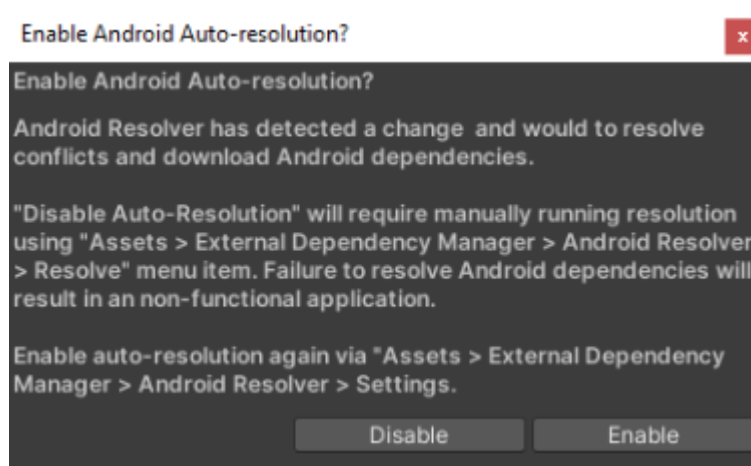 Enable Android Auto-resolution?
x
Enable Android Auto-resolution?
Android Resolver has detected a change and would to resolve
conflicts and download Android dependencies.
"Disable Auto-Resolution" will require manually running resolution
using "Assets > External Dependency Manager > Android Resolver
> Resolve" menu item. Failure to resolve Android dependencies will
result in an non-functional application.
Enable auto-resolution again via "Assets > External Dependency
Manager > Android Resolver > Settings.
Disable Enable